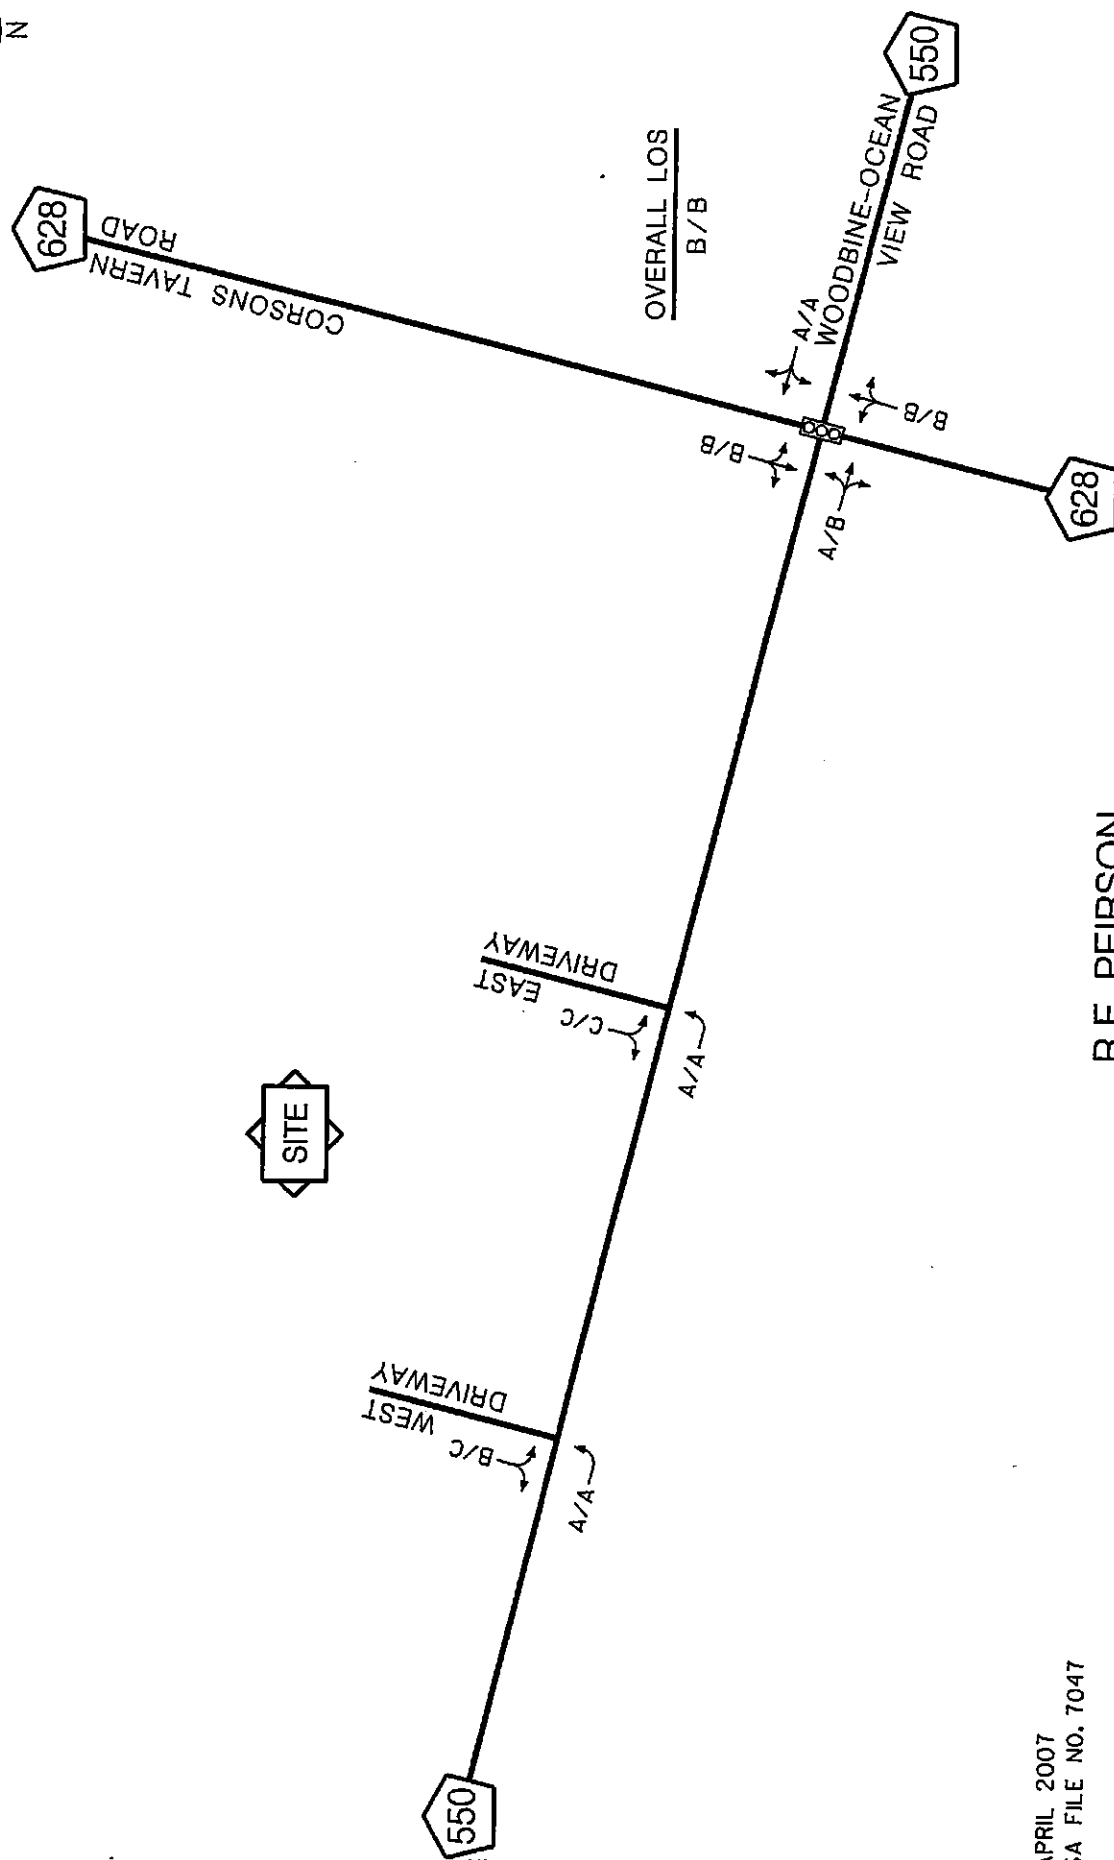 N
628
CORSONS TAVERN
ROAD
550
WOODBINE-OCEAN
VIEW ROAD
OVERALL LOS
B/B
A/A
B/B
B/B
A/B
628
SITE
EAST
DRIVEWAY
C/C
A/A
WEST
DRIVEWAY
B/C
A/A
550
APRIL 2007
FILE NO. 7047